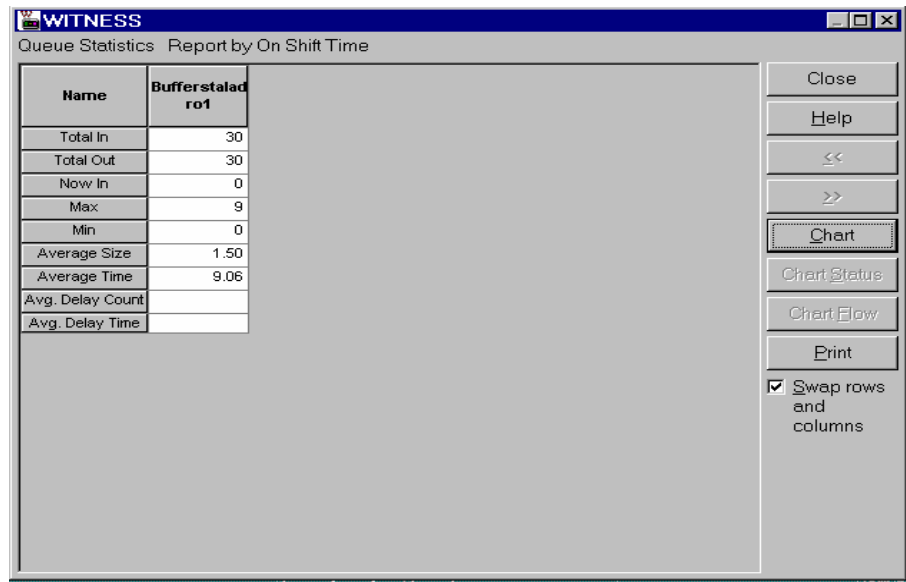 WITNESS
Queue Statistics Report by On Shift Time
Name
Bufferstalad
ro1
Total In 30
Total Out 30
Now In 0
Max 9
Min 0
Average Size 1.50
Average Time 9.06
Avg. Delay Count
Avg. Delay Time
Close
Help
<<
>>
Chart
Chart Status
Chart Flow
Print
Swap rows
and
columns